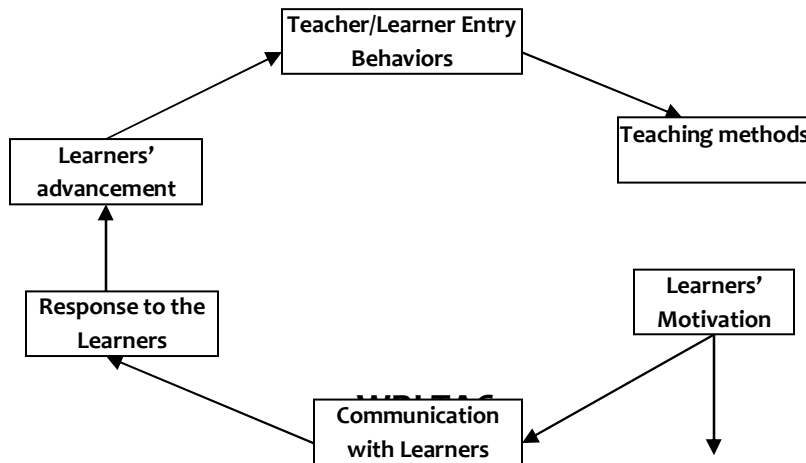 Teacher/Learner Entry
Behaviors
Teaching methods
Learners’
advancement
Learners’
Motivation
Response to the
Learners
Communication
with Learners